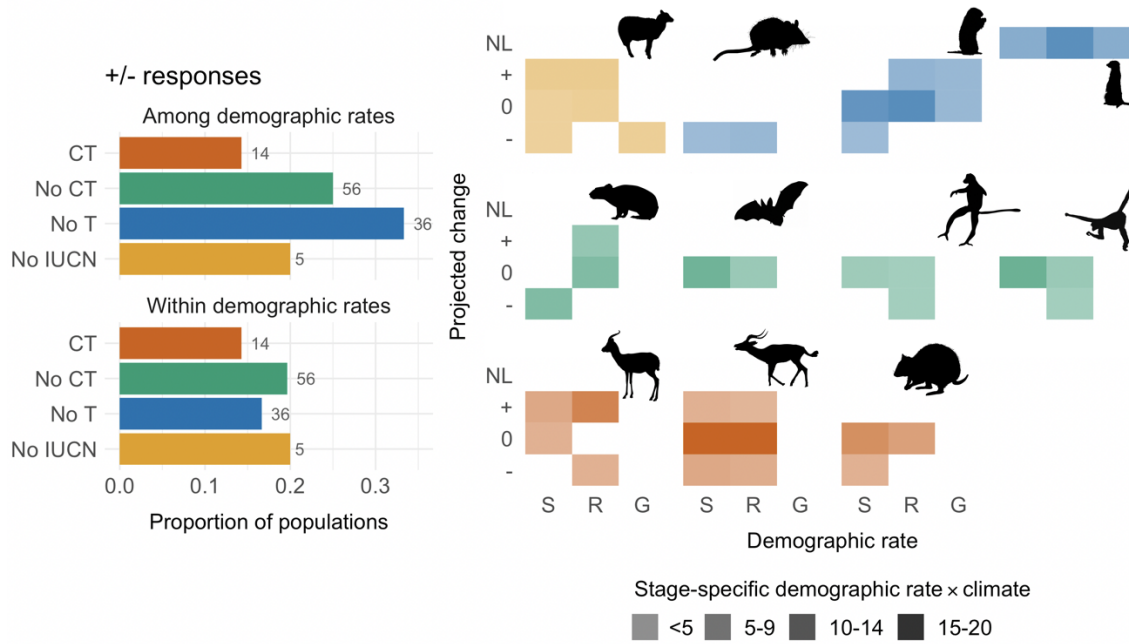 +/- responses
Among demographic rates
CT
14
No CT
56
No T
36
No IUCN
5
Within demographic rates
CT
14
No CT
56
No T
36
No IUCN
5
0.0 0.1 0.2 0.3
Proportion of populations
Projected change
NL
+
0
-
NL
+
0
-
NL
+
0
-
S R G S R G S R G
Demographic rate
Stage-specific demographic rate × climate
<5 5-9 10-14 15-20